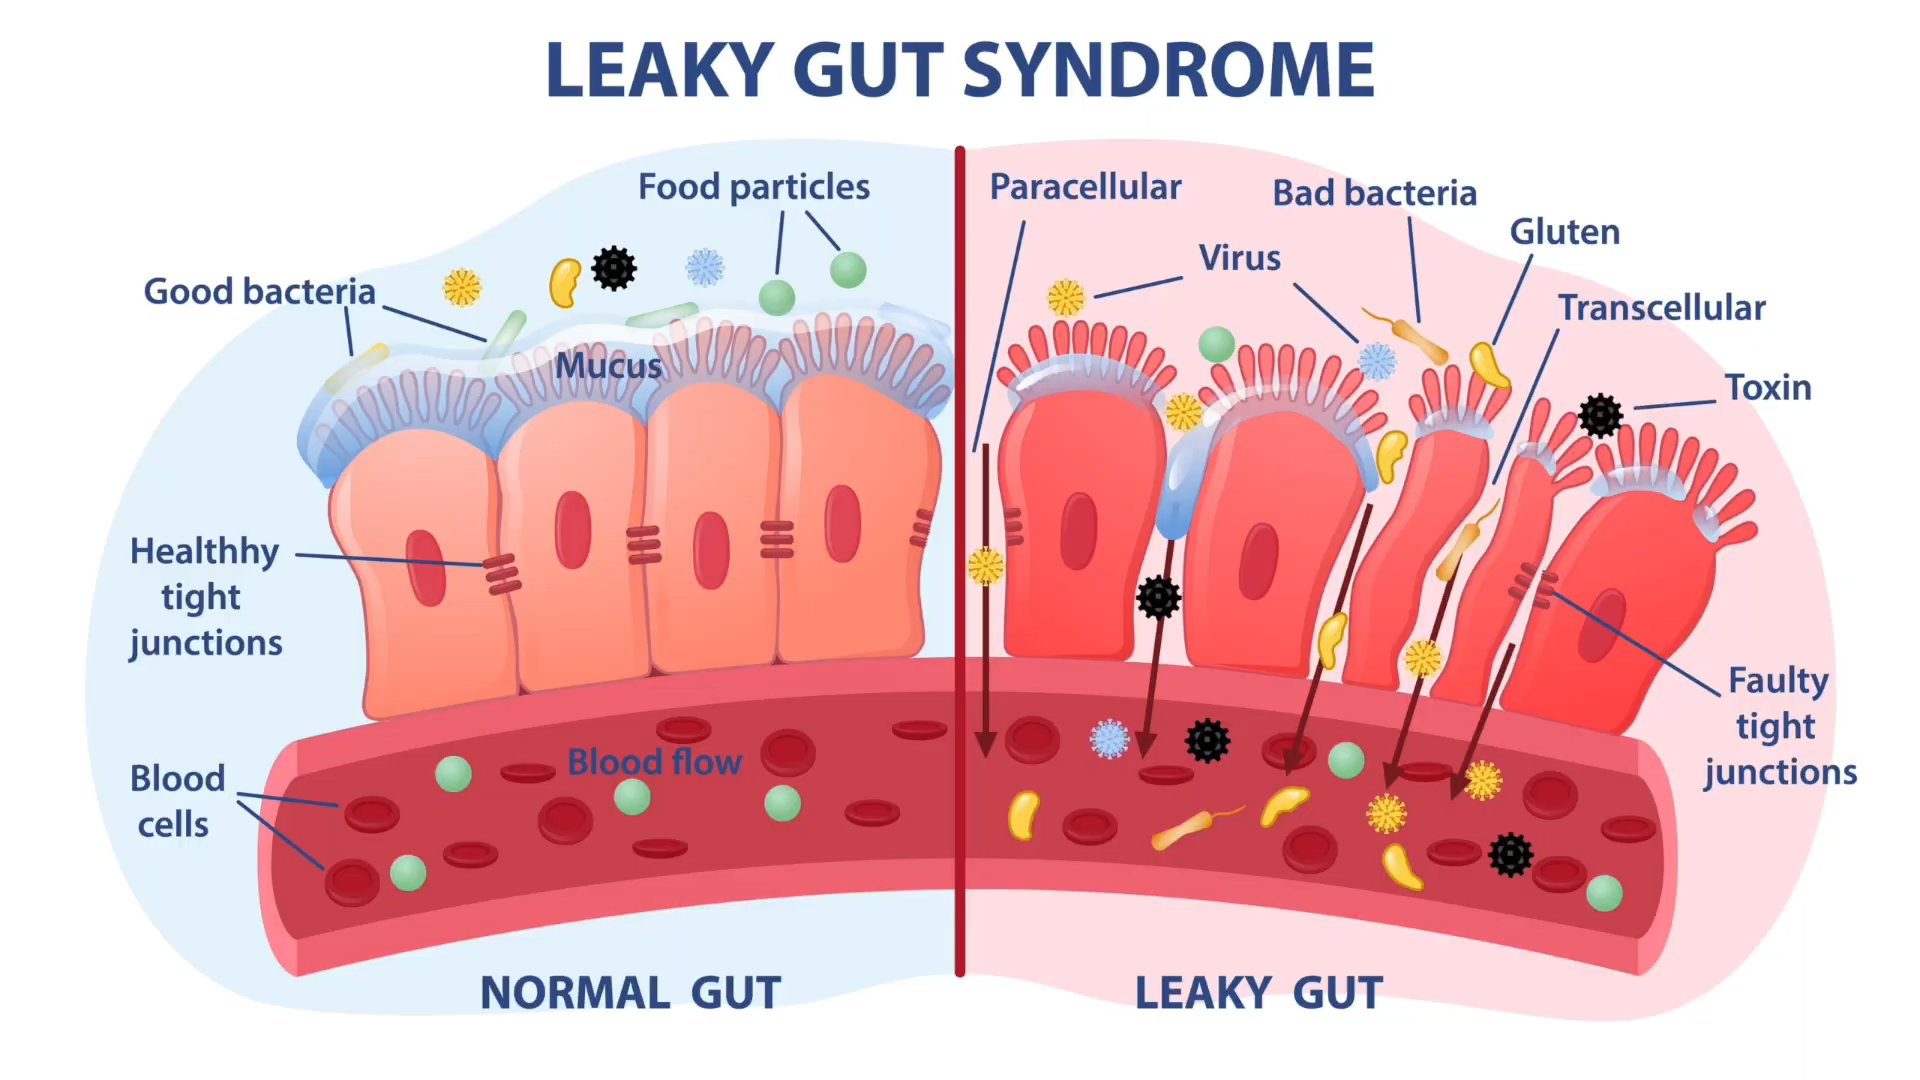 LEAKY GUT SYNDROME
Food particles
Good bacteria
Mucus
Healthhy
tight
junctions
Blood
cells
Blood flow
NORMAL GUT
Paracellular
Bad bacteria
Virus
Gluten
Transcellular
Toxin
Faulty
tight
junctions
LEAKY GUT